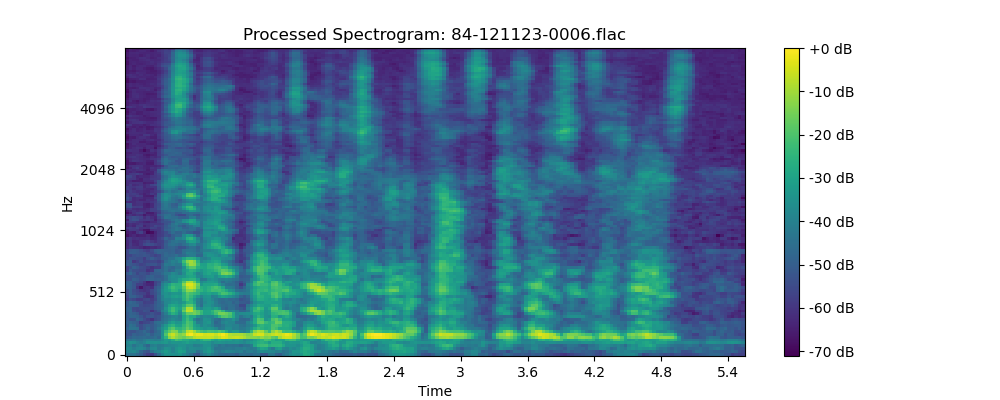 Processed Spectrogram: 84-121123-0006.flac
Hz
4096
2048
1024
512
0
0 0.6 1.2 1.8 2.4 3 3.6 4.2 4.8 5.4
Time
+0 dB
-10 dB
-20 dB
-30 dB
-40 dB
-50 dB
-60 dB
-70 dB